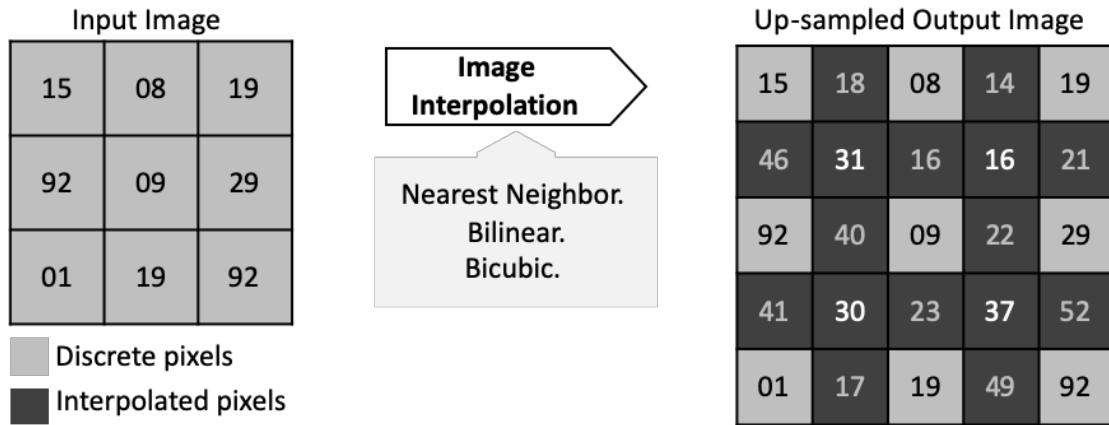 Input Image
15 08 19
92 09 29
01 19 92
Discrete pixels
Interpolated pixels
Image
Interpolation
Nearest Neighbor.
Bilinear.
Bicubic.
Up-sampled Output Image
15 18 08 14 19
46 31 16 16 21
92 40 09 22 29
41 30 23 37 52
01 17 19 49 92